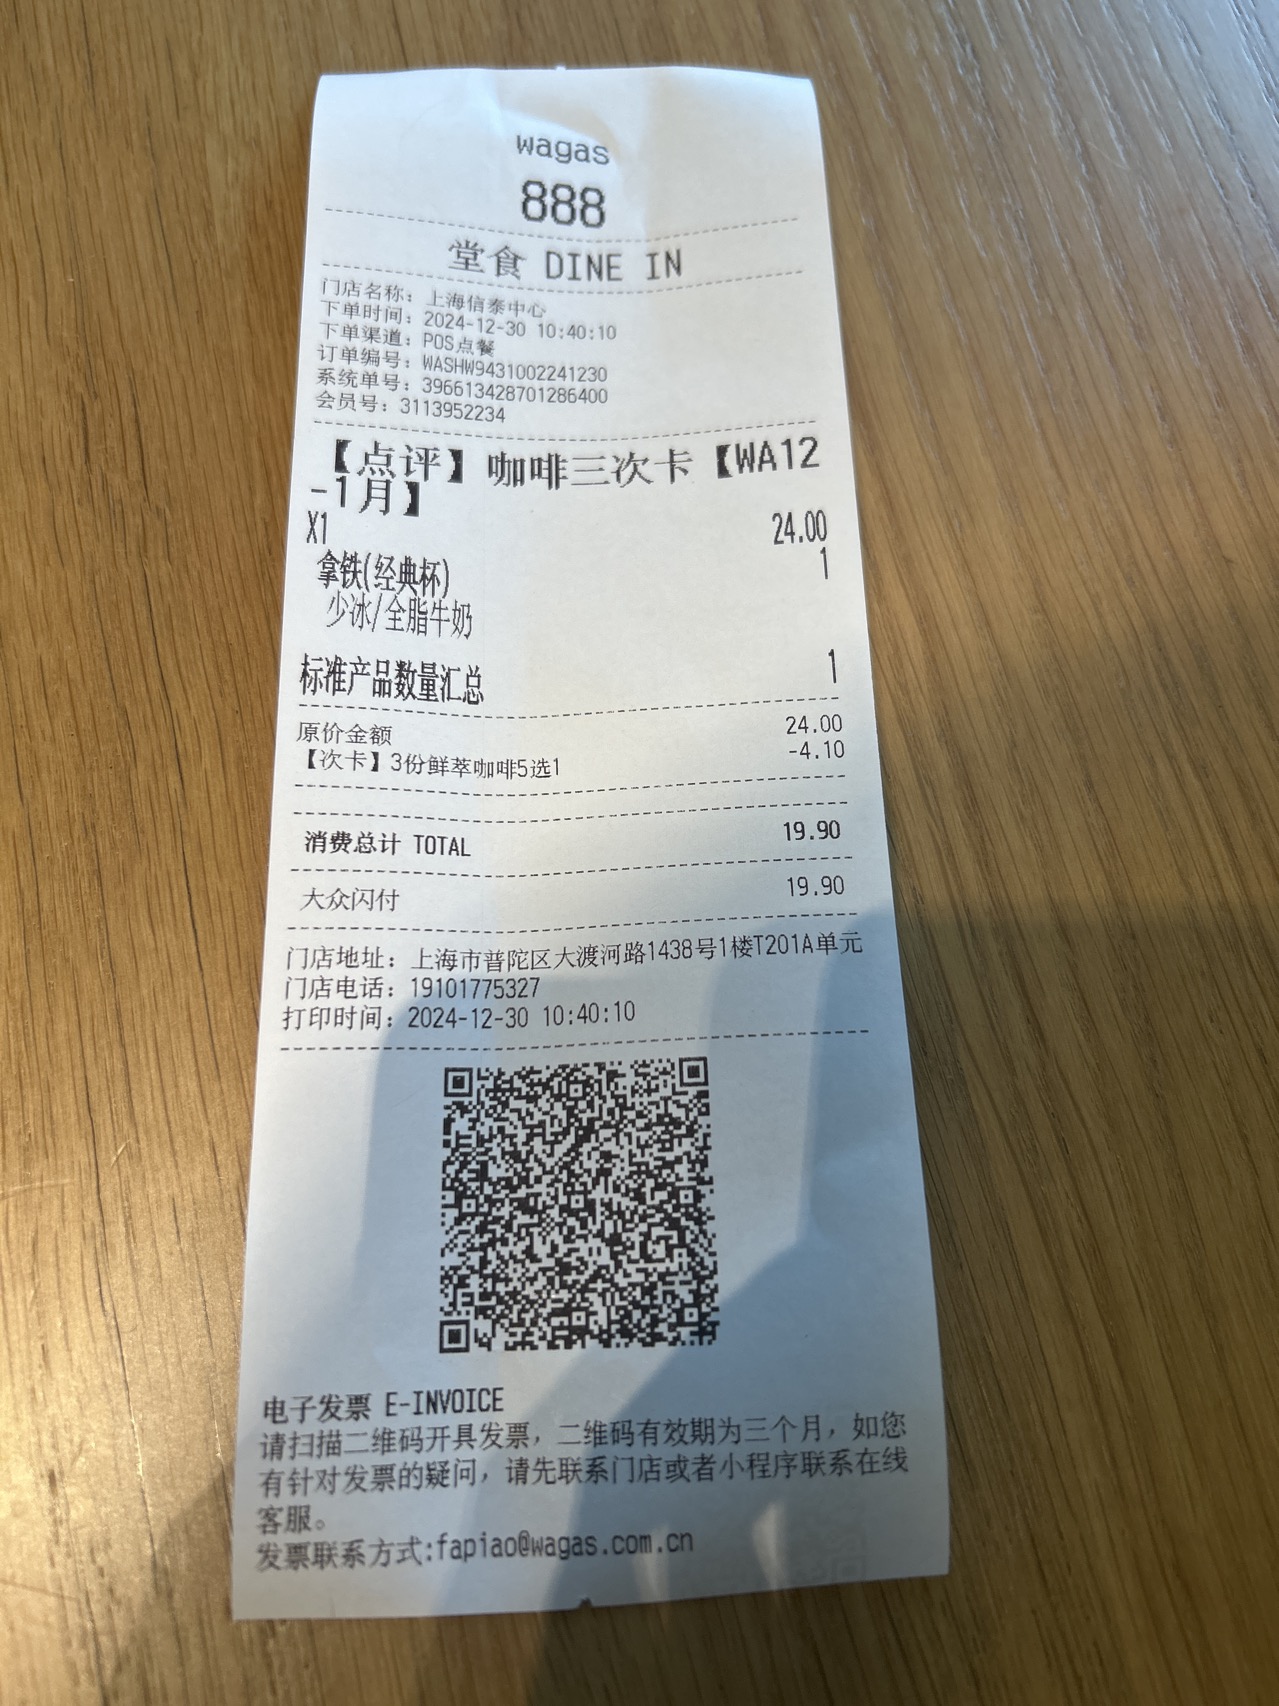 wagas
888
堂食 DINE IN
门店名称：上海信泰中心
下单时间：2024-12-30 10:40:10
下单渠道：POS点餐
订单编号：WASHW9431002241230
系统单号：396613428701286400
会员号：3113952234
【点评】咖啡三次卡【WA12
-1月】
X1 24.00
拿铁(经典杯) 1
少冰/全脂牛奶
标准产品数量汇总 1
原价金额 24.00
【次卡】3份鲜萃咖啡5选1 -4.10
消费总计 TOTAL 19.90
大众闪付 19.90
门店地址：上海市普陀区大渡河路1438号1楼T201A单元
门店电话：19101775327
打印时间：2024-12-30 10:40:10
电子发票 E-INVOICE
请扫描二维码开具发票，二维码有效期为三个月，如您
有针对发票的疑问，请先联系门店或者小程序联系在线
客服。
发票联系方式:fapiao@wagas.com.cn